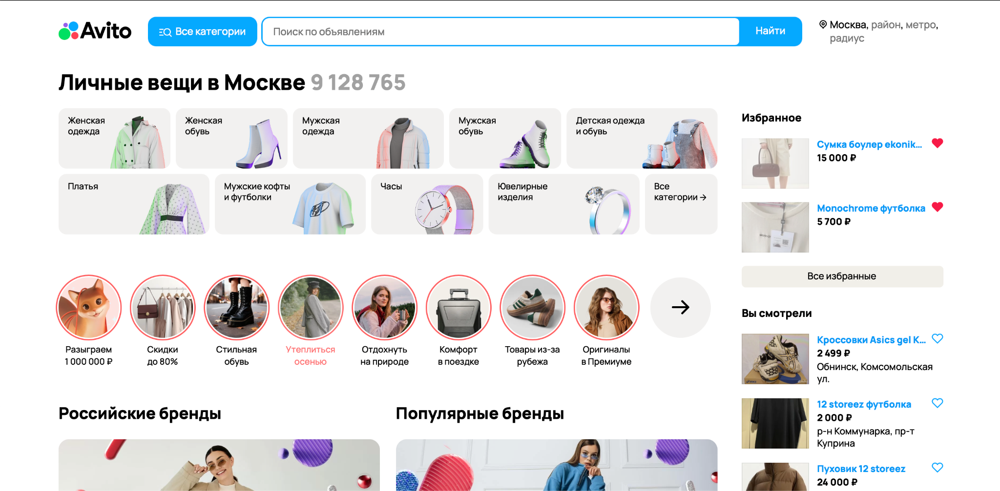 Avito
Все категории
Поиск по объявлениям
Найти
Москва, район, метро,
радиус
Личные вещи в Москве 9 128 765
Женская
одежда
Женская
обувь
Мужская
одежда
Мужская
обувь
Детская одежда
и обувь
Платья
Мужские кофты
и футболки
Часы
Ювелирные
изделия
Все
категории →
Разыграем
1 000 000 ₽
Скидки
до 80%
Стильная
обувь
Утеплиться
осенью
Отдохнуть
на природе
Комфорт
в поездке
Товары из-за
рубежа
Оригиналы
в Премиуме
Российские бренды
Популярные бренды
Избранное
Сумка боулер ekonik...
15 000 ₽
Monochrome футболка
5 700 ₽
Все избранные
Вы смотрели
Кроссовки Asics gel K...
2 499 ₽
Обнинск, Комсомольская
ул.
12 storeez футболка
2 000 ₽
р-н Коммунарка, пр-т
Куприна
Пуховик 12 storeez
24 000 ₽